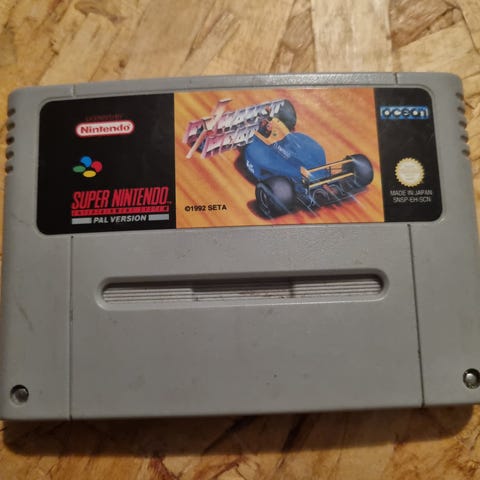 LICENSED BY
Nintendo
SUPER NINTENDO
ENTERTAINMENT SYSTEM
PAL VERSION
EXHAUST
HEAT
©1992 SETA
ocean
MADE IN JAPAN
SNSP-EH-SCN